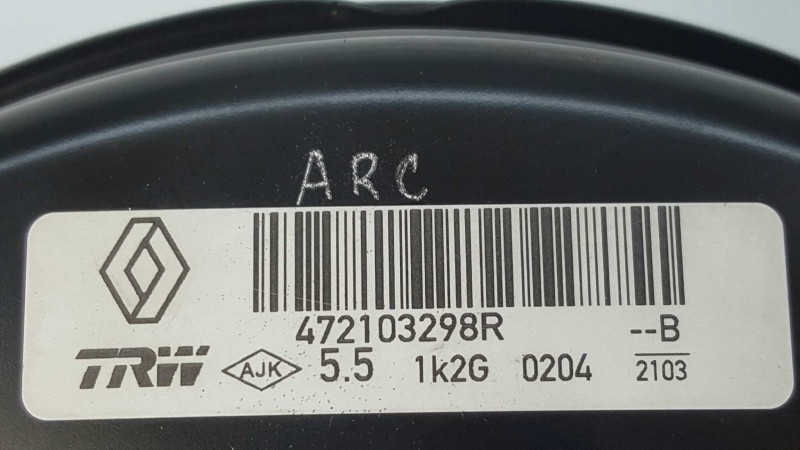 ARC
472103298R --B
TRW AJK 5.5 1k2G 0204 2103